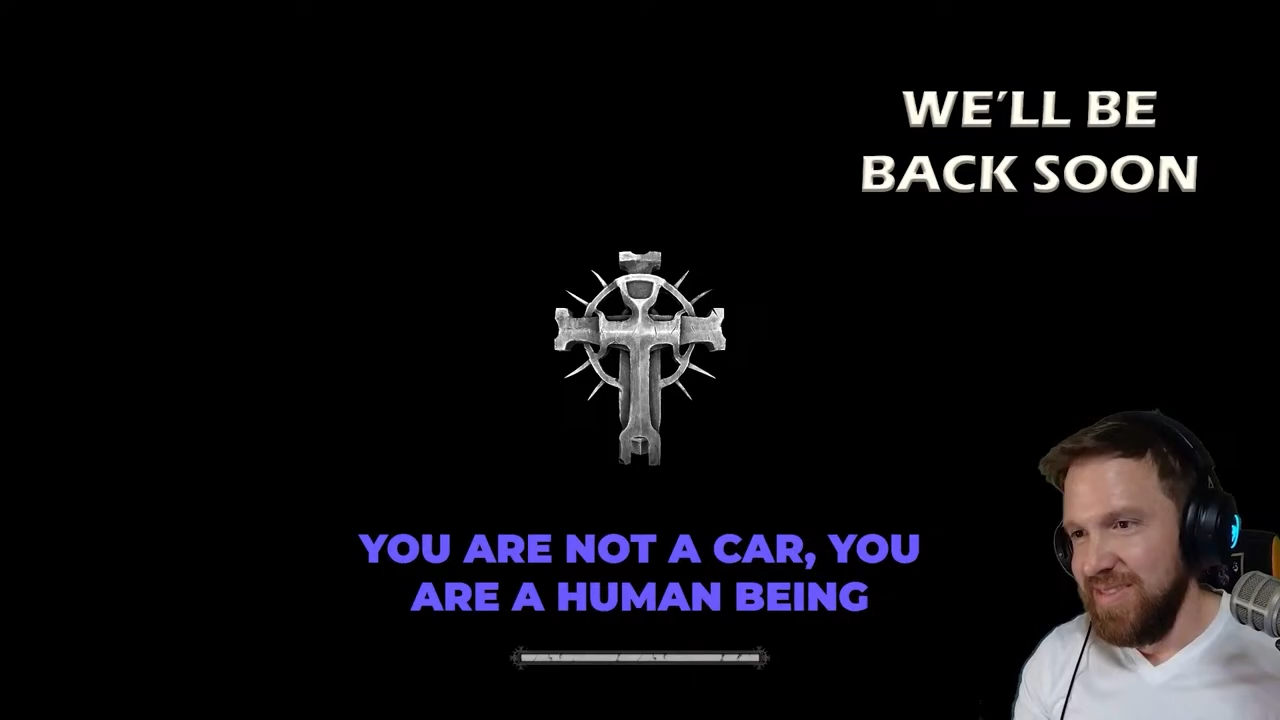 WE'LL BE
BACK SOON
YOU ARE NOT A CAR, YOU
ARE A HUMAN BEING